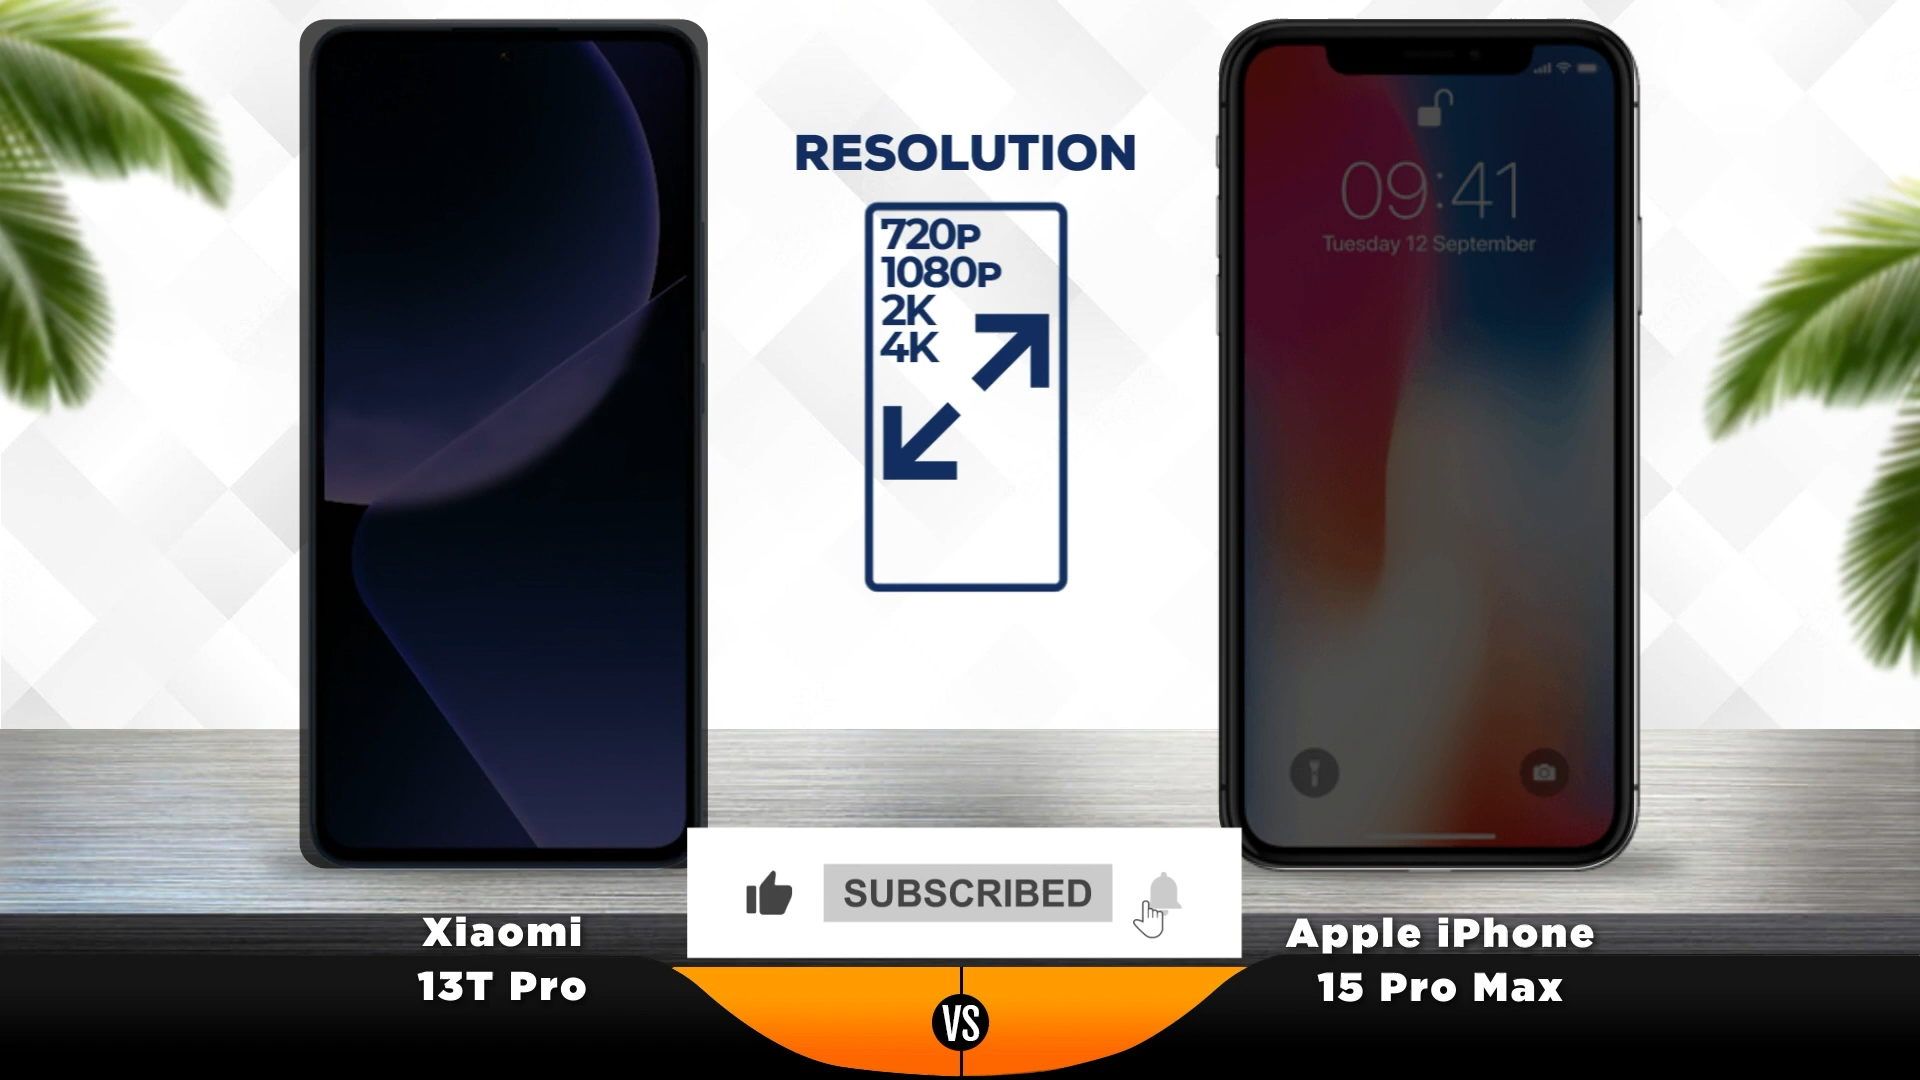 RESOLUTION
720P
1080P
2K
4K
09:41
Tuesday 12 September
SUBSCRIBED
Xiaomi
13T Pro
VS
Apple iPhone
15 Pro Max